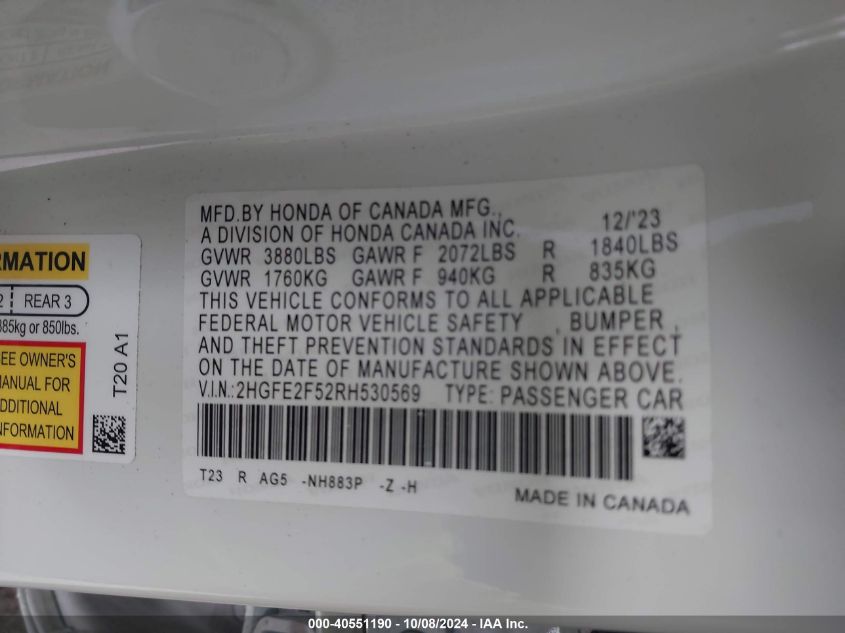 MFD.BY HONDA OF CANADA MFG., 12/'23
A DIVISION OF HONDA CANADA INC.
GVWR 3880LBS GAWR F 2072LBS R 1840LBS
GVWR 1760KG GAWR F 940KG R 835KG
THIS VEHICLE CONFORMS TO ALL APPLICABLE
FEDERAL MOTOR VEHICLE SAFETY , BUMPER ,
AND THEFT PREVENTION STANDARDS IN EFFECT
ON THE DATE OF MANUFACTURE SHOWN ABOVE.
V.I.N.:2HGFE2F52RH530569 TYPE: PASSENGER CAR
T23 R AG5 -NH883P -Z -H
MADE IN CANADA
RMATION
2 REAR 3
385kg or 850lbs.
SEE OWNER'S
MANUAL FOR
ADDITIONAL
INFORMATION
T20 A1
000-40551190 - 10/08/2024 - IAA Inc.